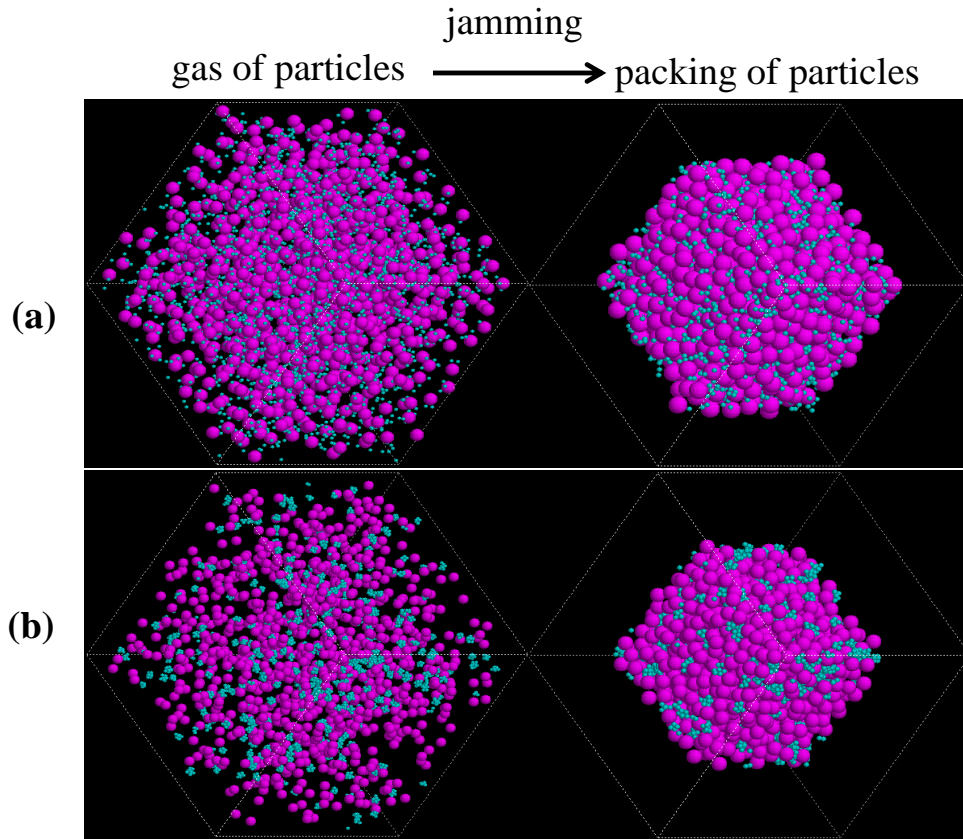 jamming
gas of particles
packing of particles
(a)
(b)